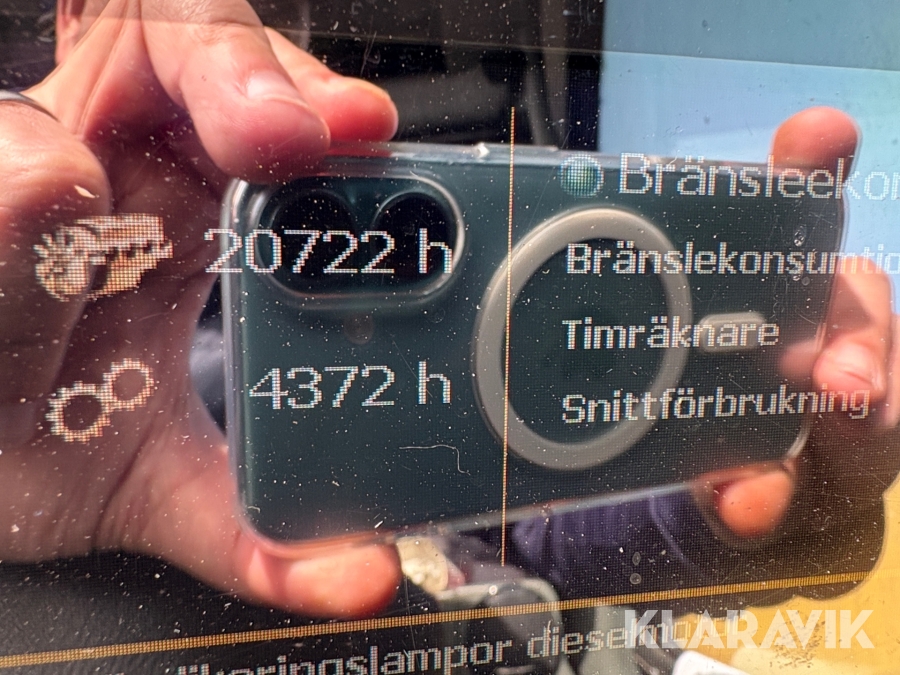 Bränsleekon
20722 h
Bränslekonsumtio
Timräknare
4372 h
Snittförbrukning
KLARAVIK